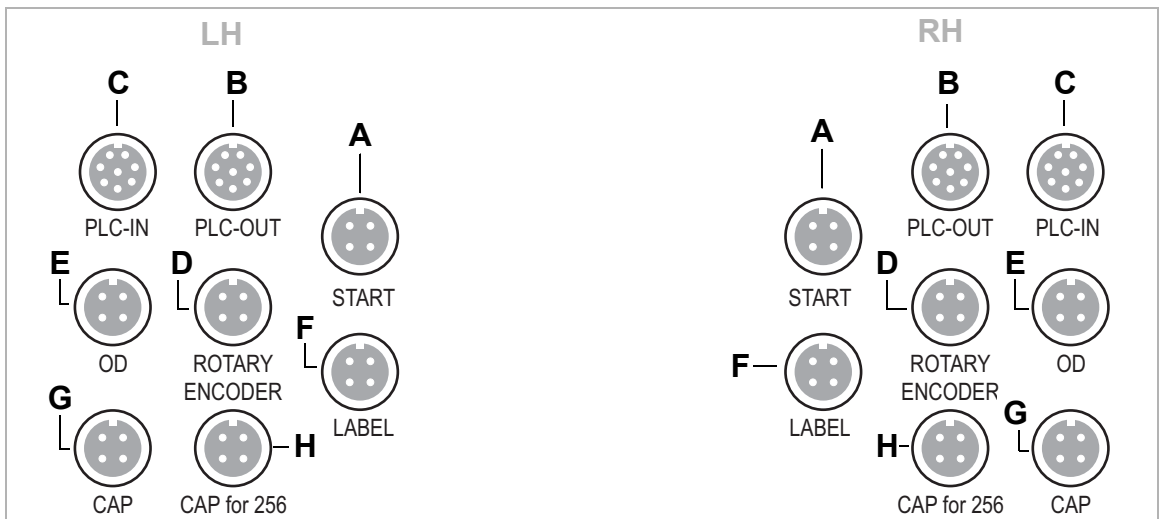 LH
RH
C
B
B
C
A
A
PLC-IN
PLC-OUT
PLC-OUT
PLC-IN
E
D
D
E
START
START
F
F
OD
ROTARY
ENCODER
ROTARY
ENCODER
OD
G
G
LABEL
LABEL
H
H
CAP
CAP for 256
CAP for 256
CAP